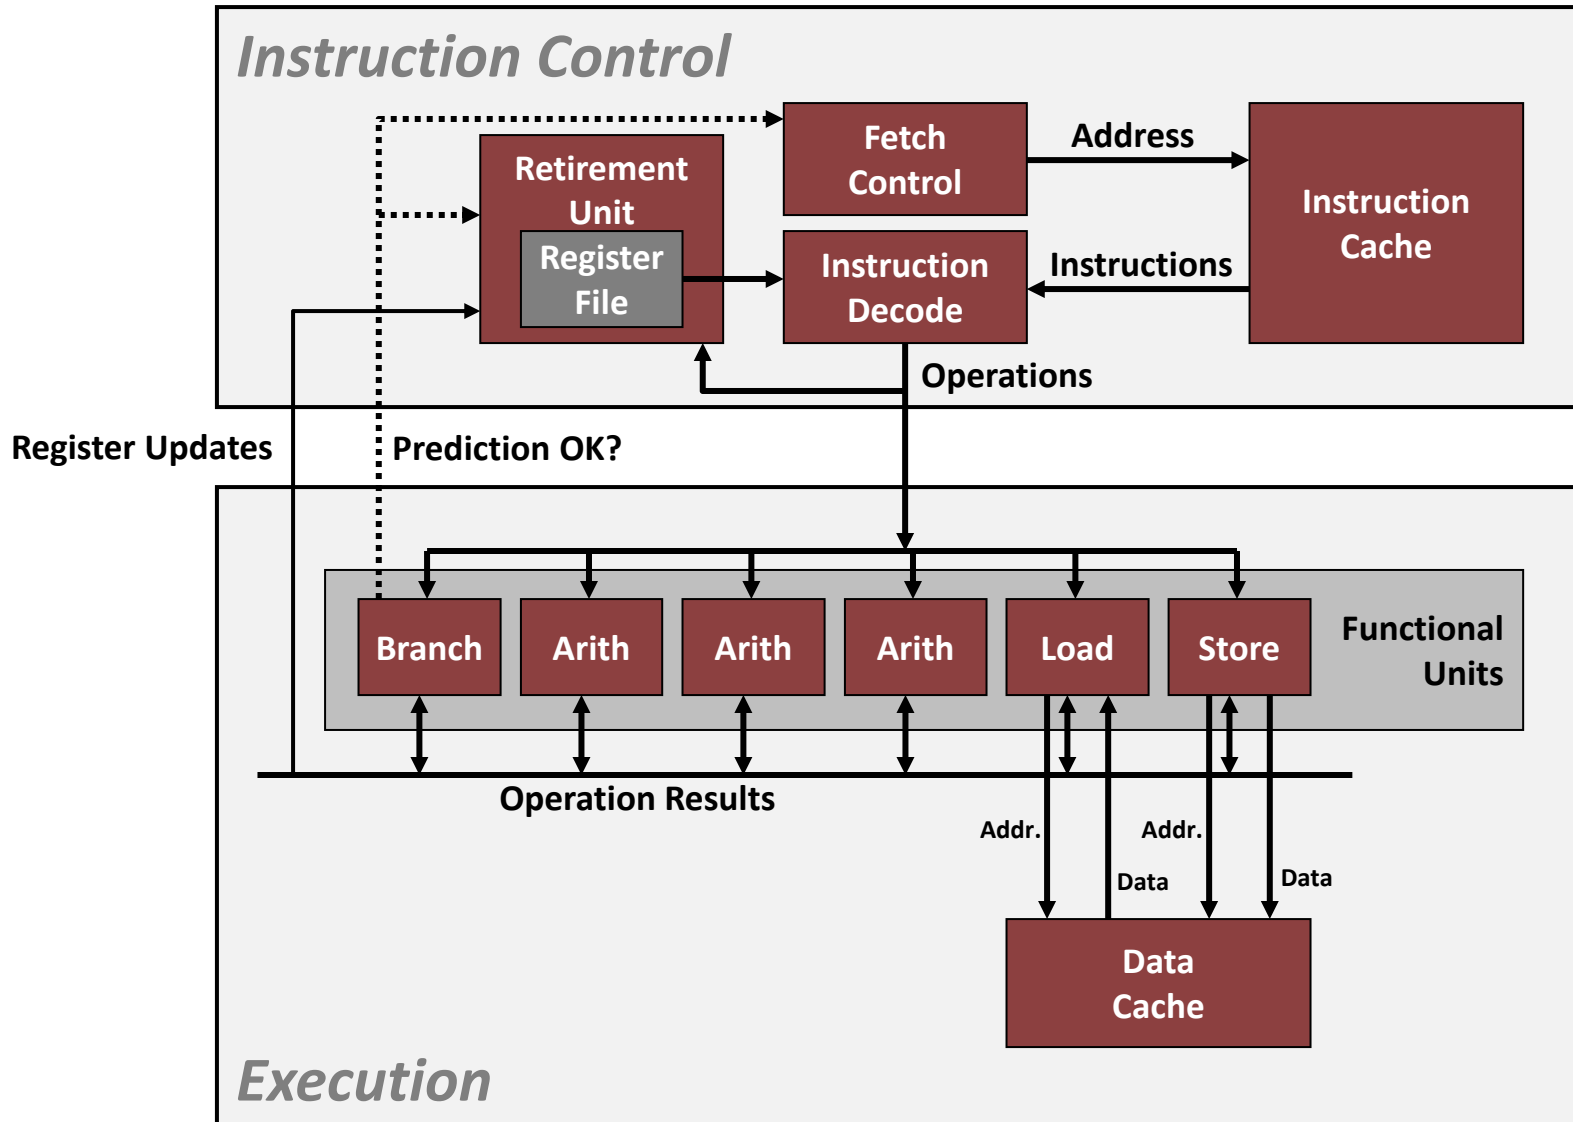 Instruction Control
Fetch
Control
Address
Instruction
Cache
Retirement
Unit
Register
File
Instruction
Decode
Instructions
Operations
Register Updates
Prediction OK?
Branch
Arith
Arith
Arith
Load
Store
Functional
Units
Operation Results
Addr.
Addr.
Data
Data
Data
Cache
Execution